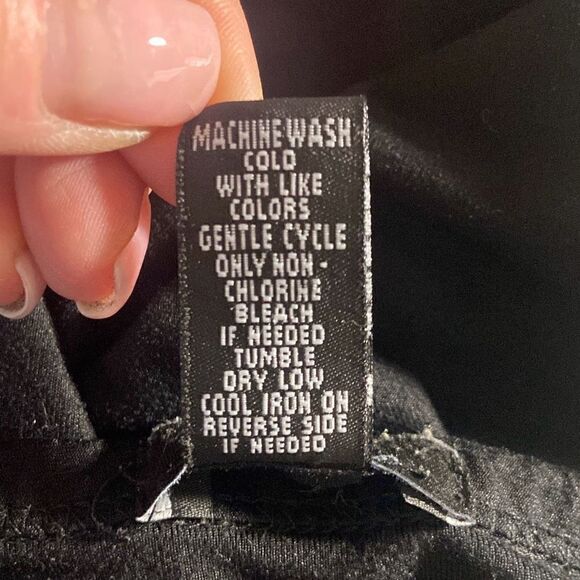 MACHINE WASH
COLD
WITH LIKE
COLORS
GENTLE CYCLE
ONLY NON-
CHLORINE
BLEACH
IF NEEDED
TUMBLE
DRY LOW
COOL IRON ON
REVERSE SIDE
IF NEEDED